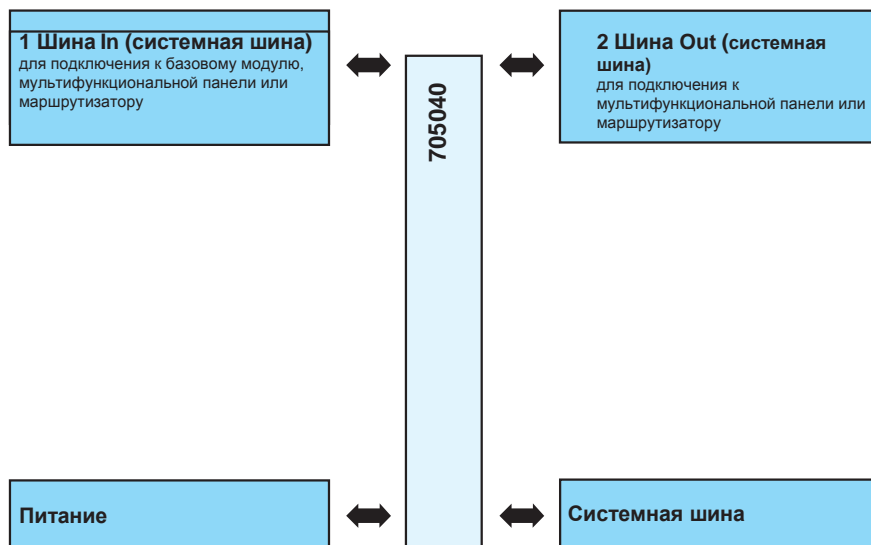 1 Шина In (системная шина)
для подключения к базовому модулю,
мультифункциональной панели или
маршрутизатору
705040
2 Шина Out (системная
шина)
для подключения к
мультифункциональной панели или
маршрутизатору
Питание
Системная шина